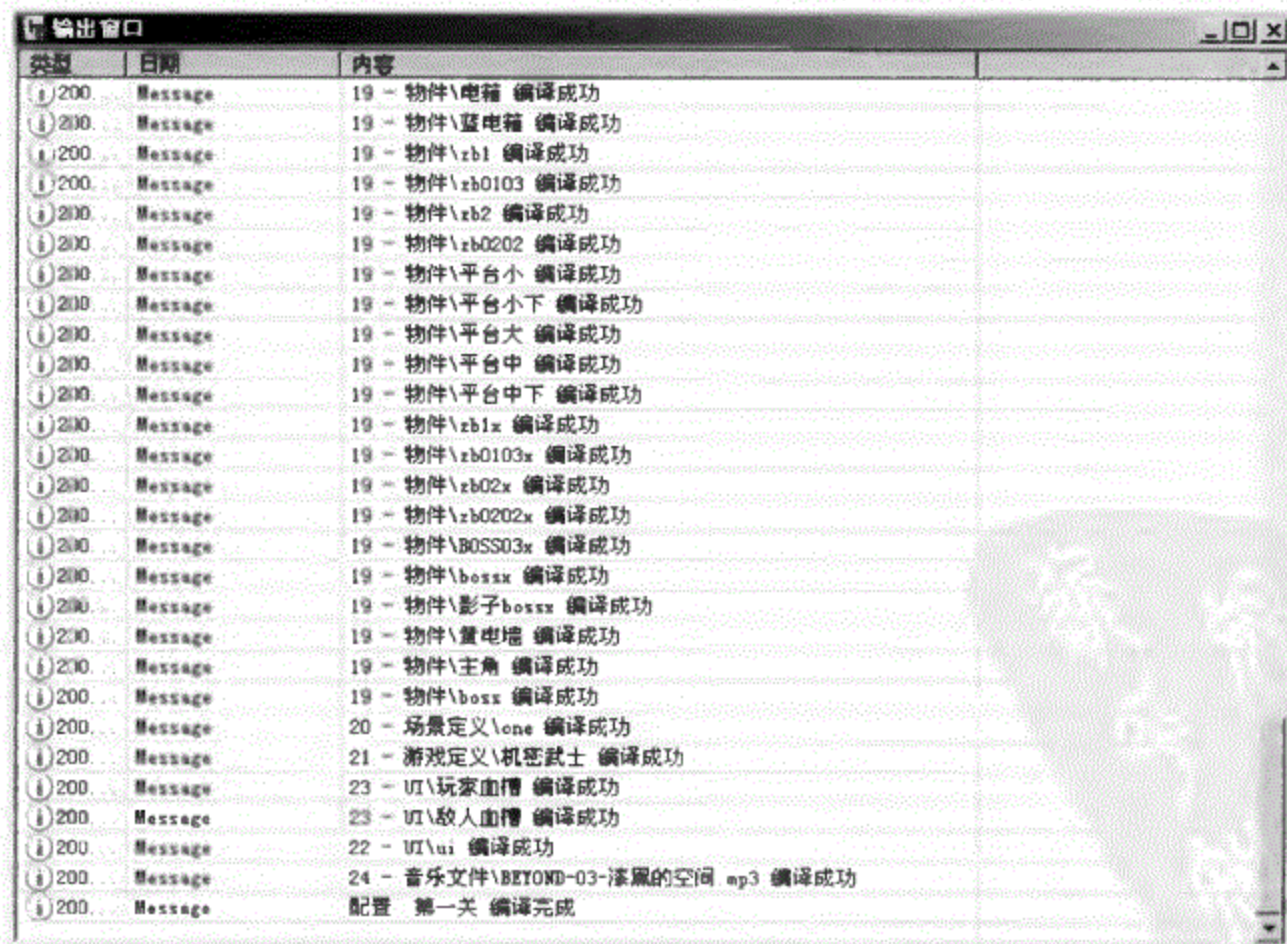 输出窗口
类型 日期 内容
200... Message 19 - 物件\电箱 编译成功
200... Message 19 - 物件\蓝电箱 编译成功
200... Message 19 - 物件\rb1 编译成功
200... Message 19 - 物件\rb0103 编译成功
200... Message 19 - 物件\rb2 编译成功
200... Message 19 - 物件\rb0202 编译成功
200... Message 19 - 物件\平台小 编译成功
200... Message 19 - 物件\平台小下 编译成功
200... Message 19 - 物件\平台大 编译成功
200... Message 19 - 物件\平台中 编译成功
200... Message 19 - 物件\平台中下 编译成功
200... Message 19 - 物件\rb1x 编译成功
200... Message 19 - 物件\rb0103x 编译成功
200... Message 19 - 物件\rb02x 编译成功
200... Message 19 - 物件\rb0202x 编译成功
200... Message 19 - 物件\BOSS03x 编译成功
200... Message 19 - 物件\bossx 编译成功
200... Message 19 - 物件\影子bossx 编译成功
200... Message 19 - 物件\黄电墙 编译成功
200... Message 19 - 物件\主角 编译成功
200... Message 19 - 物件\boss 编译成功
200... Message 20 - 场景定义\one 编译成功
200... Message 21 - 游戏定义\机密武士 编译成功
200... Message 23 - UI\玩家血槽 编译成功
200... Message 23 - UI\敌人血槽 编译成功
200... Message 22 - UI\ui 编译成功
200... Message 24 - 音乐文件\BEYOND-03-漆黑的空间.mp3 编译成功
200... Message 配置 第一关 编译完成